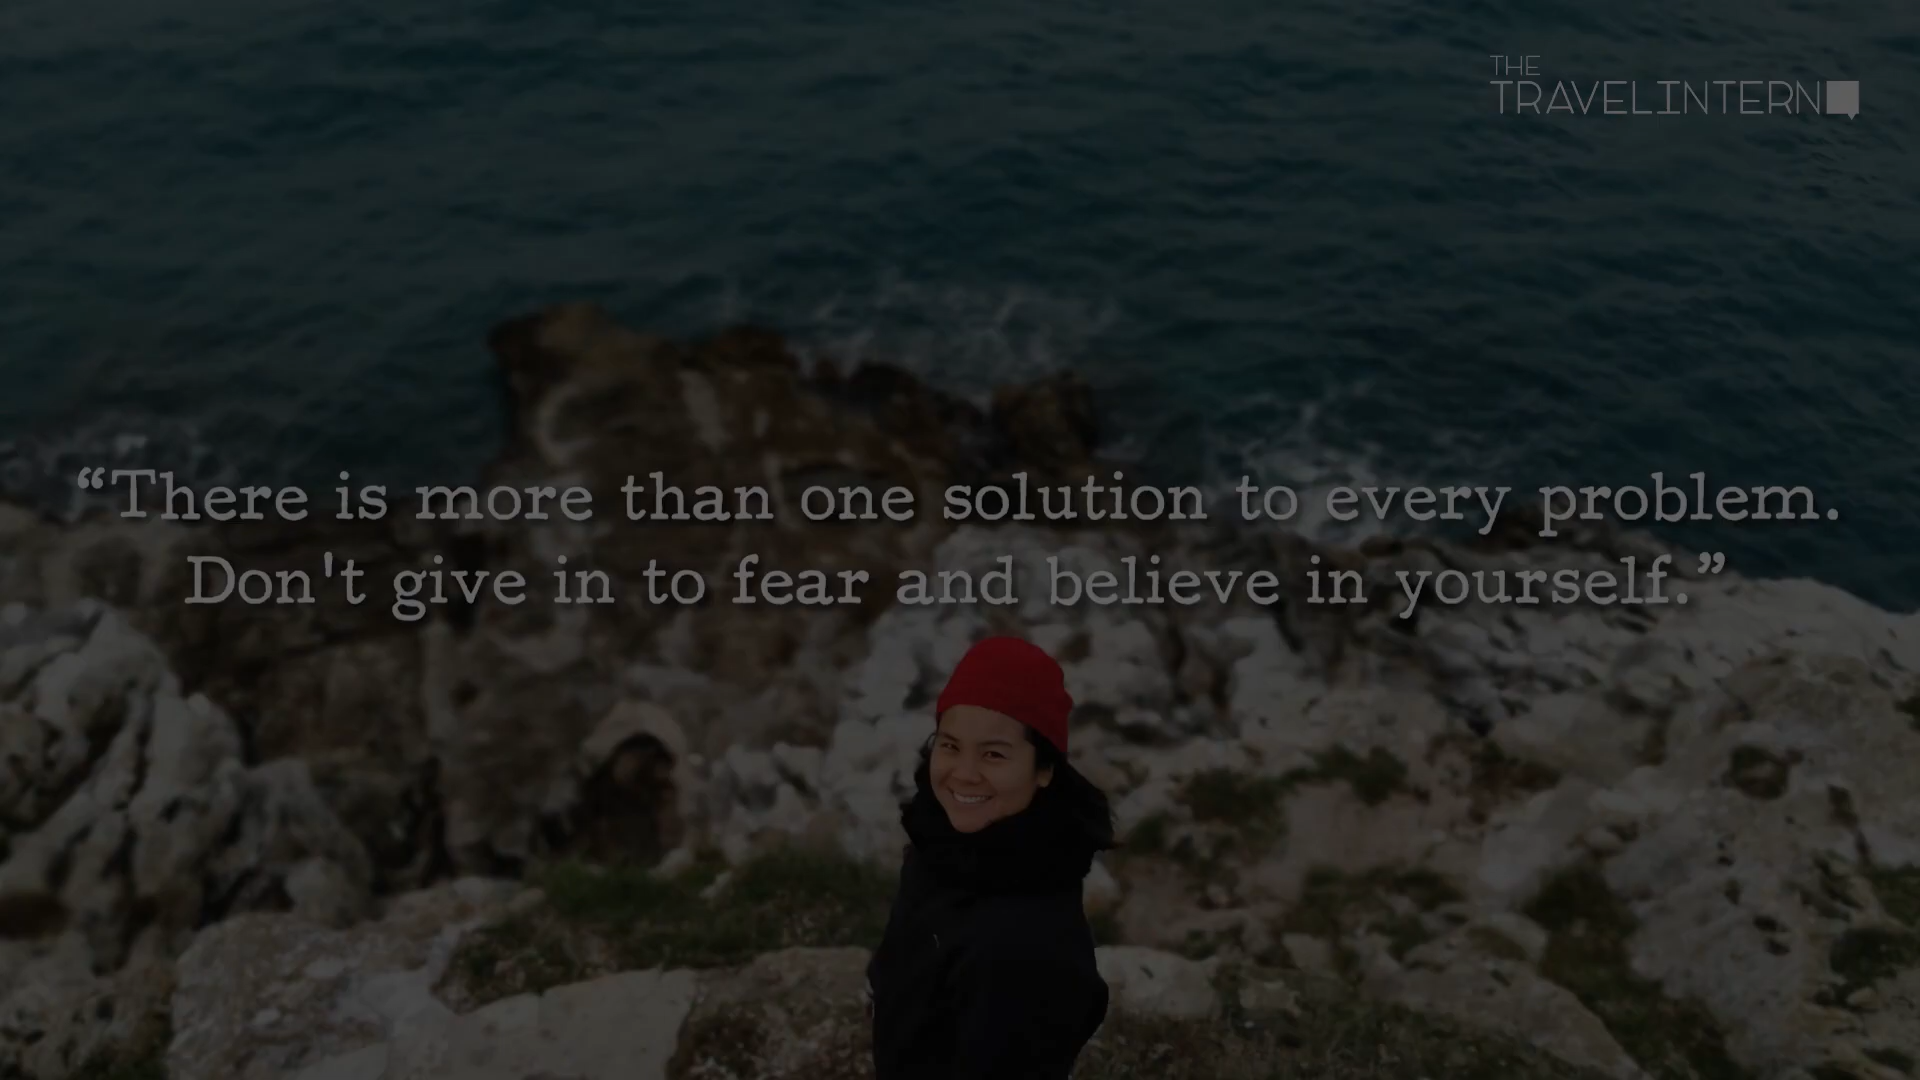 THE
TRAVELINTERN
“There is more than one solution to every problem.
Don't give in to fear and believe in yourself.”